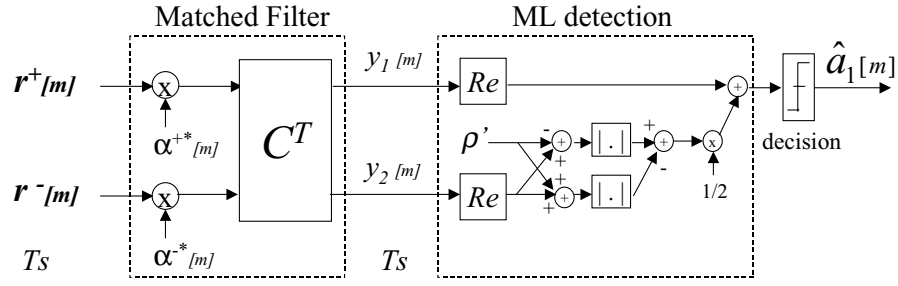 Matched Filter
ML detection
r⁺[m]
x
α⁺*[m]
Cᵀ
y₁ [m]
Re
+
â₁[m]
decision
ρ’
-
+
+
|.|
+
+
x
1/2
r⁻[m]
x
α⁻*[m]
y₂ [m]
Re
+
+
+
|.|
-
Ts
Ts